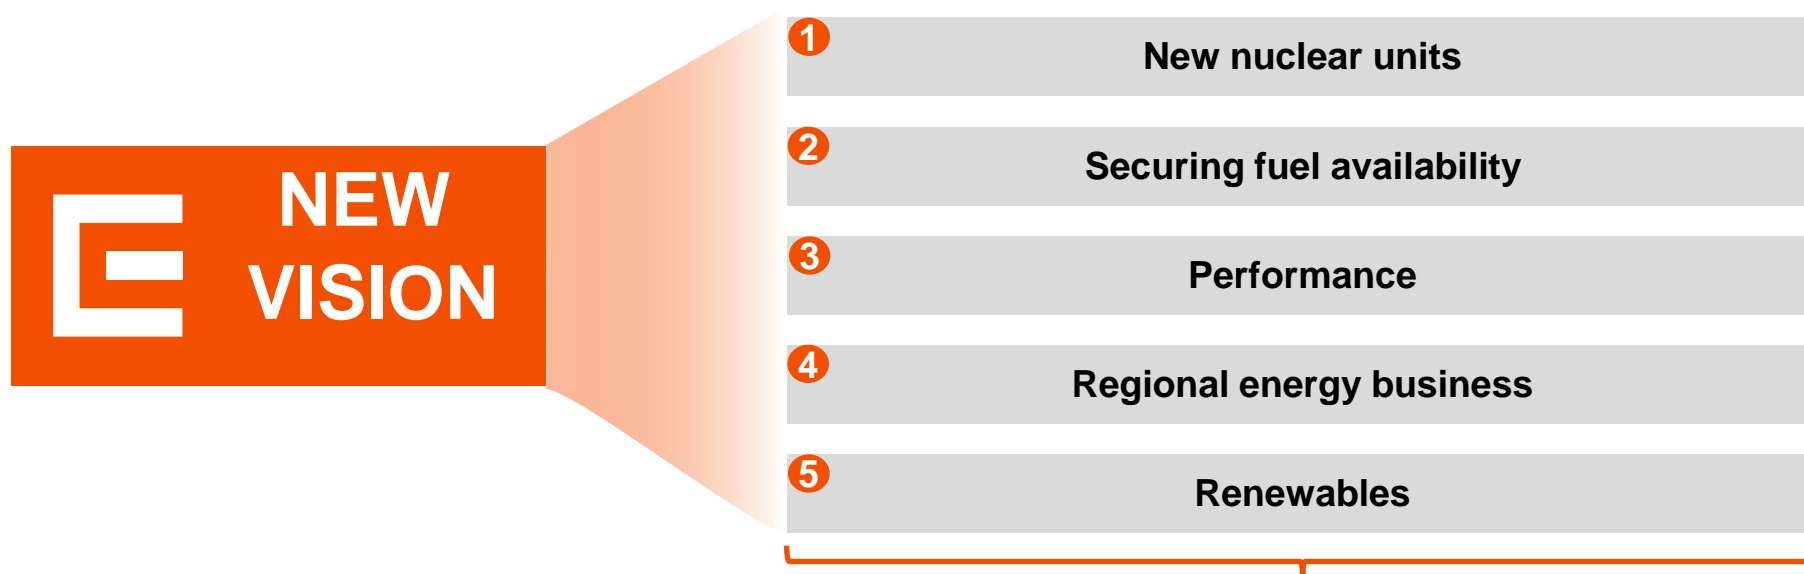 NEW
VISION
1
New nuclear units
2
Securing fuel availability
3
Performance
4
Regional energy business
5
Renewables